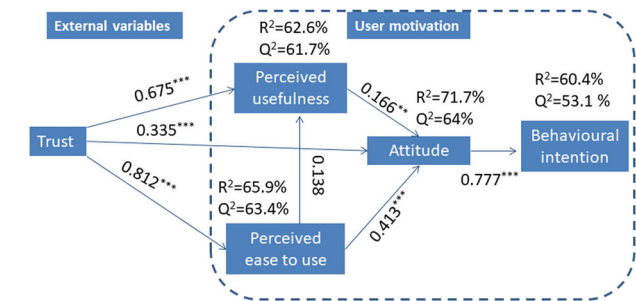 External variables
User motivation
R²=62.6%
Q²=61.7%
Perceived
usefulness
0.675***
0.166**
R²=71.7%
Q²=64%
R²=60.4%
Q²=53.1 %
Trust
0.335***
Attitude
Behavioural
intention
0.777***
0.812***
0.138
R²=65.9%
Q²=63.4%
0.413***
Perceived
ease to use